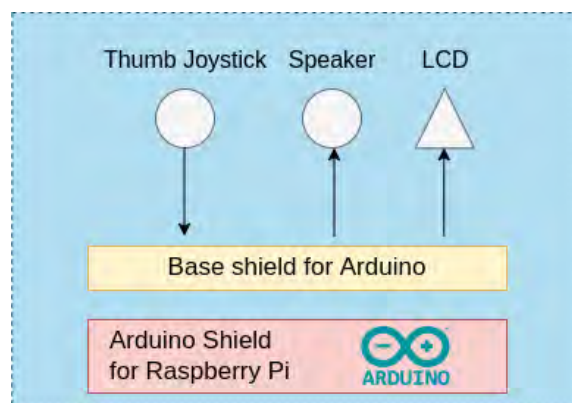 Thumb Joystick Speaker LCD
Base shield for Arduino
Arduino Shield
for Raspberry Pi
ARDUINO